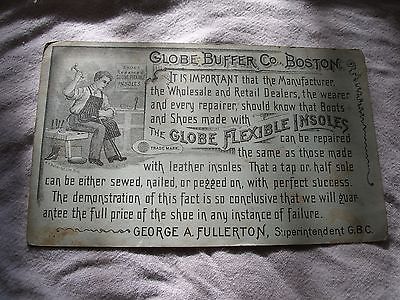 GLOBE BUFFER CO. BOSTON.
SHOES
REPAIRED
INSOLES
IT IS IMPORTANT that the Manufacturer,
the Wholesale and Retail Dealers, the wearer
and every repairer, should know that Boots
and Shoes made with
THE GLOBE FLEXIBLE INSOLES
TRADE MARK.
can be repaired
the same as those made
with leather insoles That a tap or half sole
can be either sewed, nailed, or pegged on, with perfect success.
The demonstration of this fact is so conclusive that we will guar
antee the full price of the shoe in any instance of failure.
GEORGE A. FULLERTON, Superintendent G.B.C.